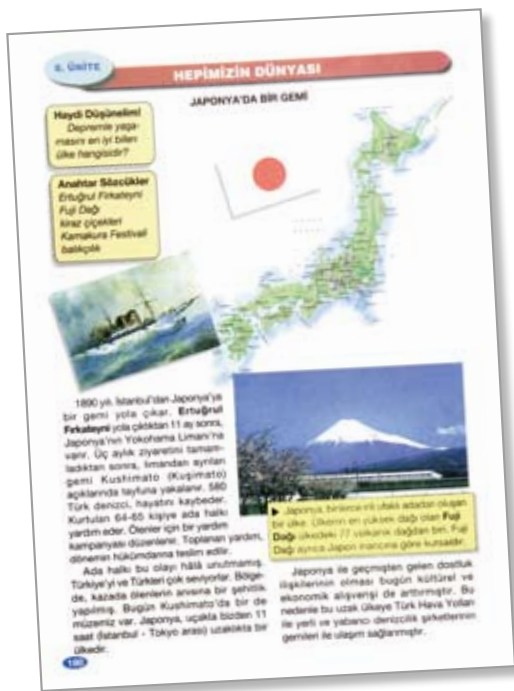 8. ÜNİTE
HEPİMİZİN DÜNYASI
JAPONYA'DA BİR GEMİ
Haydi Düşünelim!
Depremle yaşa-
masını en iyi bilen
ülke hangisidir?
Anahtar Sözcükler
Ertuğrul Fırkateyni
Fuji Dağı
kiraz çiçekleri
Kamakura Festivali
balıkçılık
1890 yılı. İstanbul'dan Japonya'ya
bir gemi yola çıkar. Ertuğrul
Fırkateyni yola çıktıktan 11 ay sonra,
Japonya'nın Yokohama Limanı'na
varır. Üç aylık ziyaretini tamam-
ladıktan sonra, limandan ayrılan
gemi Kushimato (Kuşimato)
açıklarında tayfuna yakalanır. 580
Türk denizci, hayatını kaybeder.
Kurtulan 64-65 kişiye ada halkı
yardım eder. Ölenler için bir yardım
kampanyası düzenlenir. Toplanan yardım,
dönemin hükümdarına teslim edilir.
Ada halkı bu olayı hâlâ unutmamış.
Türkiye'yi ve Türkleri çok seviyorlar. Bölge-
de, kazada ölenlerin anısına bir şehitlik
yapılmış. Bugün Kushimato'da bir de
müzemiz var. Japonya, uçakla bizden 11
saat (İstanbul - Tokyo arası) uzaklıkta bir
ülkedir.
► Japonya, binlerce irili ufaklı adadan oluşan
bir ülke. Ülkenin en yüksek dağı olan Fuji
Dağı ülkedeki 77 volkanik dağdan biri. Fuji
Dağı ayrıca Japon inancına göre kutsaldır.
Japonya ile geçmişten gelen dostluk
ilişkilerinin olması bugün kültürel ve
ekonomik alışverişi de arttırmıştır. Bu
nedenle bu uzak ülkeye Türk Hava Yolları
ile yerli ve yabancı denizcilik şirketlerinin
gemileri ile ulaşım sağlanmıştır.
180